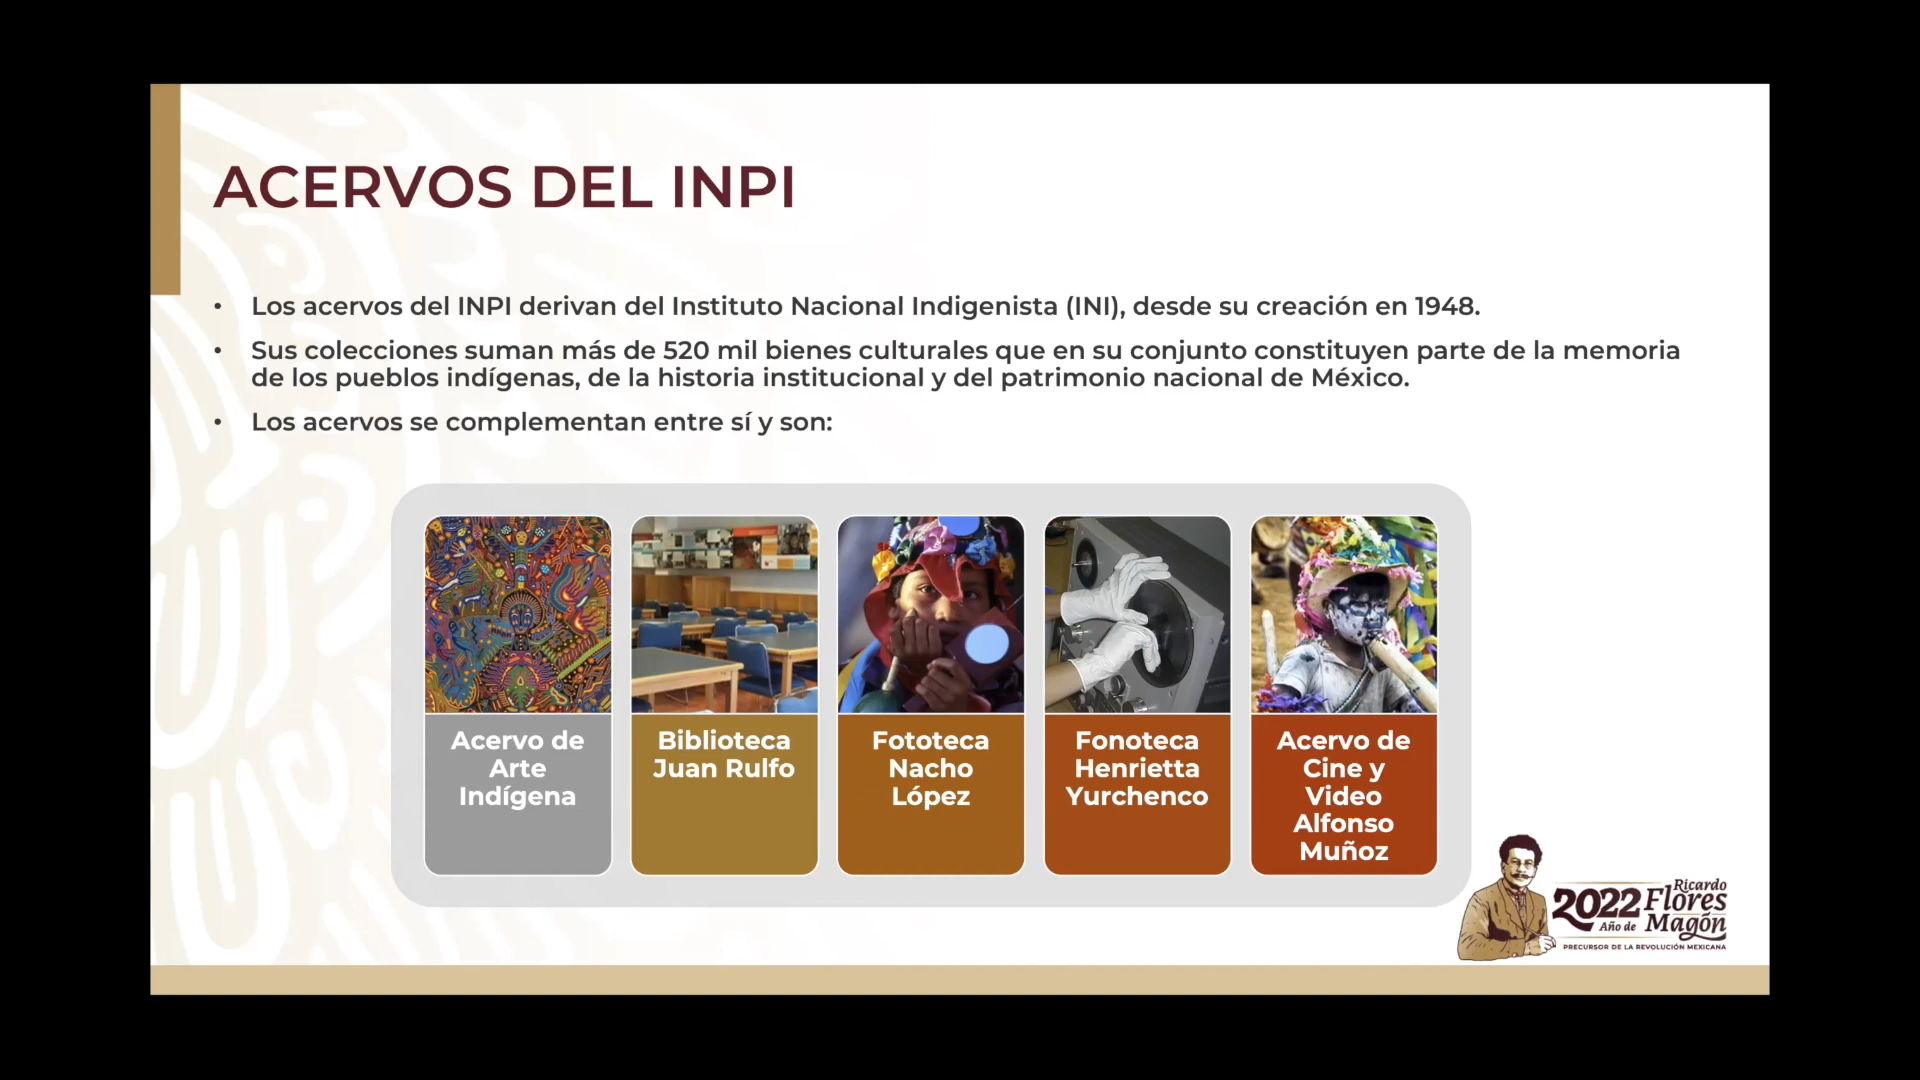 ACERVOS DEL INPI
• Los acervos del INPI derivan del Instituto Nacional Indigenista (INI), desde su creación en 1948.
• Sus colecciones suman más de 520 mil bienes culturales que en su conjunto constituyen parte de la memoria
de los pueblos indígenas, de la historia institucional y del patrimonio nacional de México.
• Los acervos se complementan entre sí y son:
Acervo de
Arte
Indígena
Biblioteca
Juan Rulfo
Fototeca
Nacho
López
Fonoteca
Henrietta
Yurchenco
Acervo de
Cine y
Video
Alfonso
Muñoz
2022 Ricardo
Flores
Año de Magón
PRECURSOR DE LA REVOLUCIÓN MEXICANA